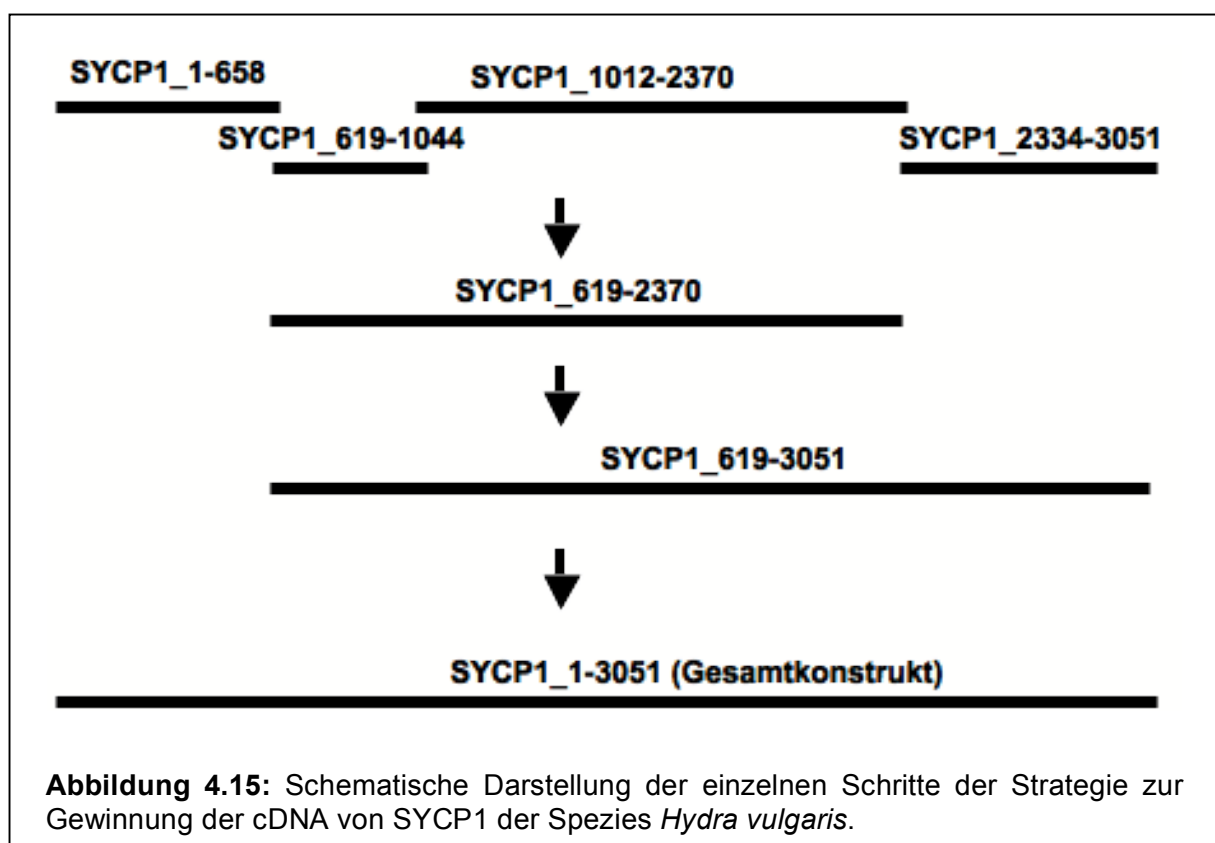 SYCP1_1-658
SYCP1_1012-2370
SYCP1_619-1044
SYCP1_2334-3051
SYCP1_619-2370
SYCP1_619-3051
SYCP1_1-3051 (Gesamtkonstrukt)
Abbildung 4.15: Schematische Darstellung der einzelnen Schritte der Strategie zur
Gewinnung der cDNA von SYCP1 der Spezies Hydra vulgaris.